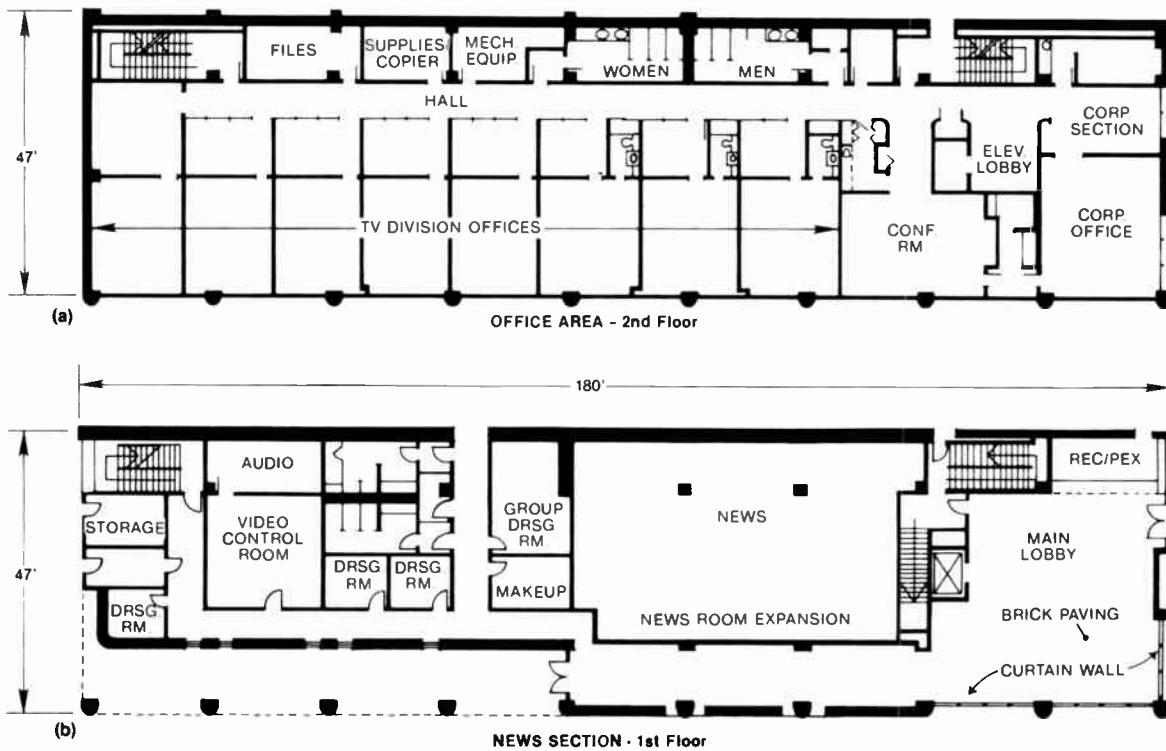 FILES
SUPPLIES/
COPIER
MECH
EQUIP
WOMEN
MEN
HALL
CORP
SECTION
47'
ELEV.
LOBBY
TV DIVISION OFFICES
CONF.
RM
CORP.
OFFICE
(a)
OFFICE AREA - 2nd Floor
180'
AUDIO
REC/PEX
STORAGE
VIDEO
CONTROL
ROOM
GROUP
DRSG
RM
NEWS
MAIN
LOBBY
47'
DRSG
RM
DRSG
RM
DRSG
RM
MAKEUP
NEWS ROOM EXPANSION
BRICK PAVING
CURTAIN WALL
(b)
NEWS SECTION - 1st Floor